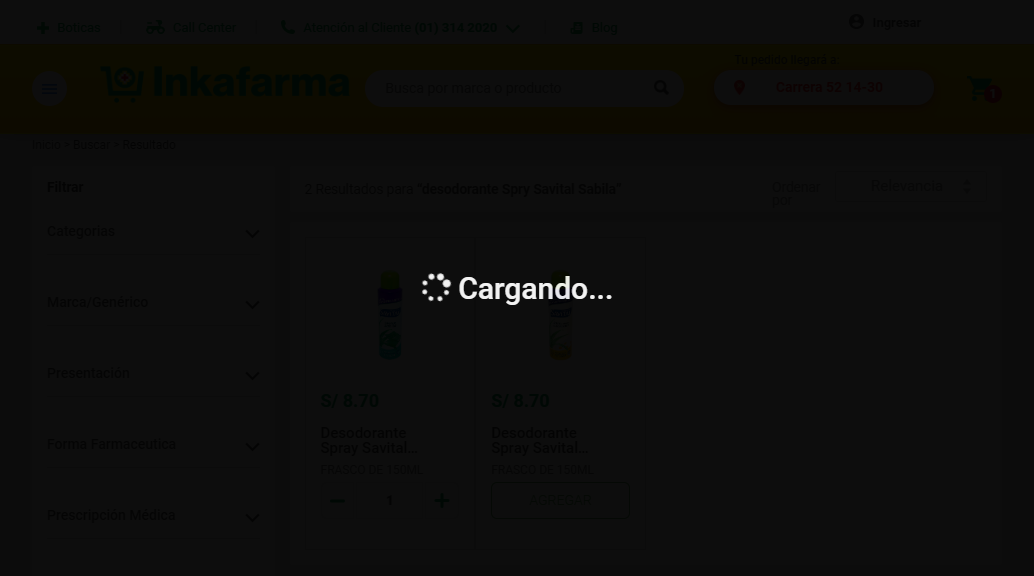 Boticas
Call Center
Atención al Cliente (01) 314 2020
Blog
Ingresar
Inkafarma
Busca por marca o producto
Tu pedido llegará a
Carrera 52 14-30
1
Inicio > Buscar > Resultado
Filtrar
2 Resultados para "desodorante Spry Savital Sabila"
Ordenar
por
Relevancia
Categorías
Marca/Genérico
Cargando...
Presentación
S/ 8.70
S/ 8.70
Desodorante
Spray Savital...
Desodorante
Spray Savital...
Forma Farmaceutica
FRASCO DE 150ML
FRASCO DE 150ML
1
AGREGAR
Prescripción Médica